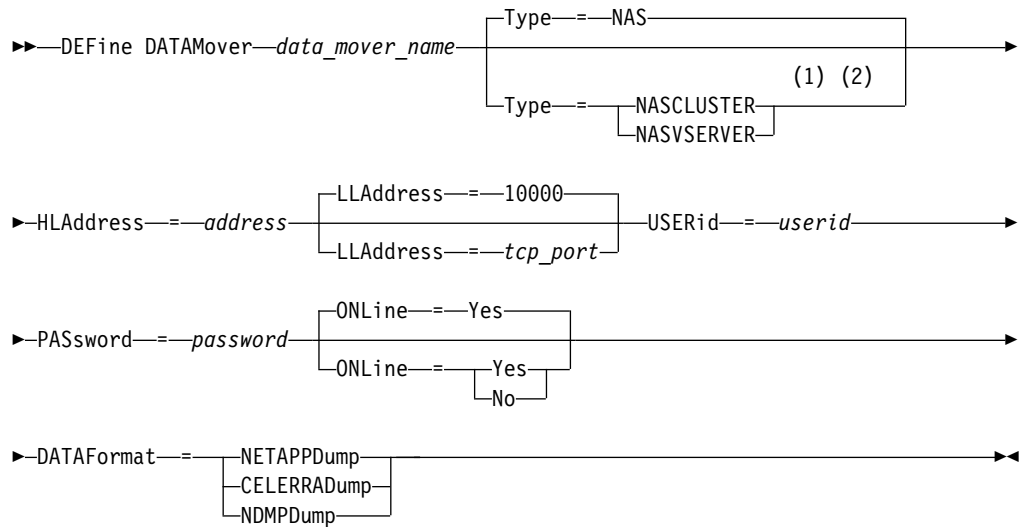 Type = NAS
DEFine DATAMover data_mover_name
(1) (2)
Type = NASCLUSTER
NASVSERVER
LLAddress = 10000
HLAddress = address USERid = userid
LLAddress = tcp_port
ONLine = Yes
PASsword = password
ONLine = Yes
No
DATAFormat = NETAPPDump
CELERRADump
NDMPDump